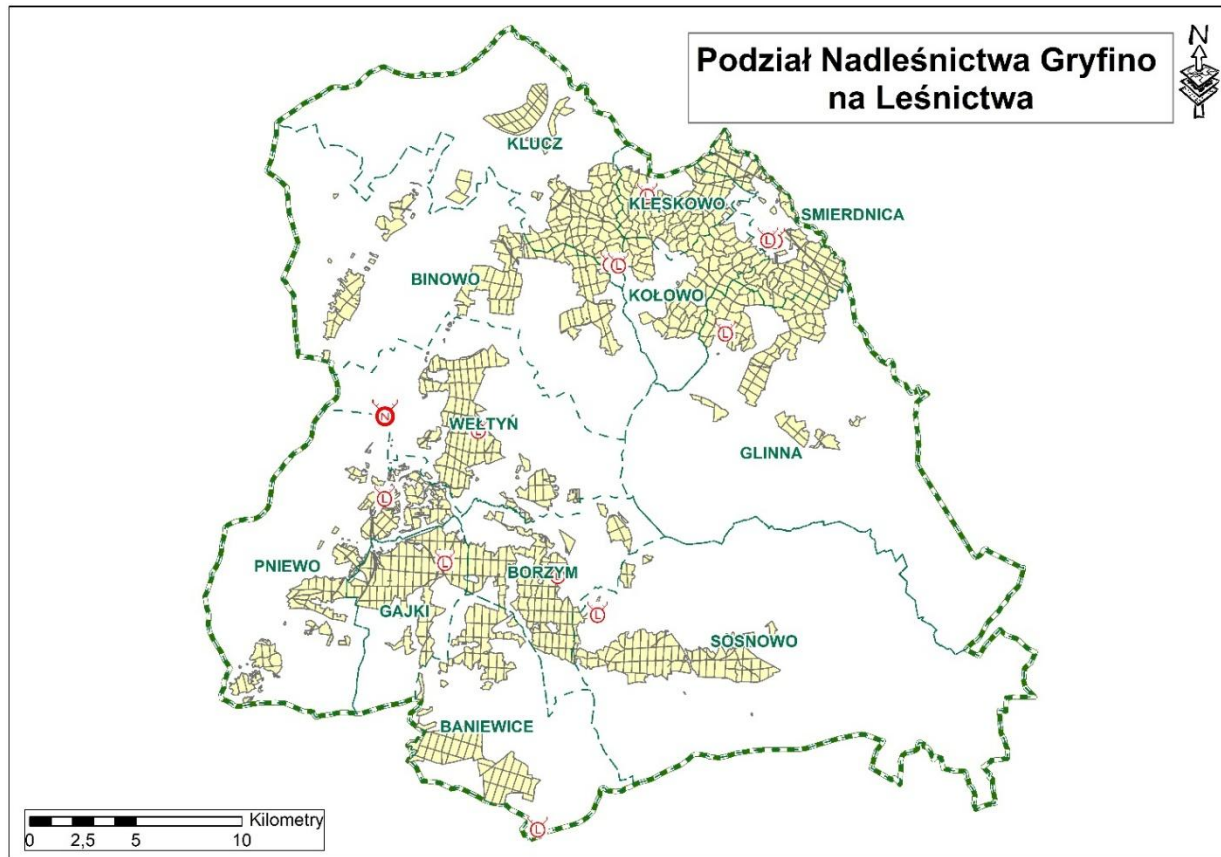 Podział Nadleśnictwa Gryfino
na Leśnictwa
N
KLUCZ
KLĘSKOWO
SMIERDNICA
L
L
L
BINOWO
KOŁOWO
L
N
WEŁTYŃ
L
GLINNA
L
PNIEWO
L
BORZYM
L
GAJKI
L
SOSNOWO
BANIEWICE
L
Kilometry
0 2,5 5 10